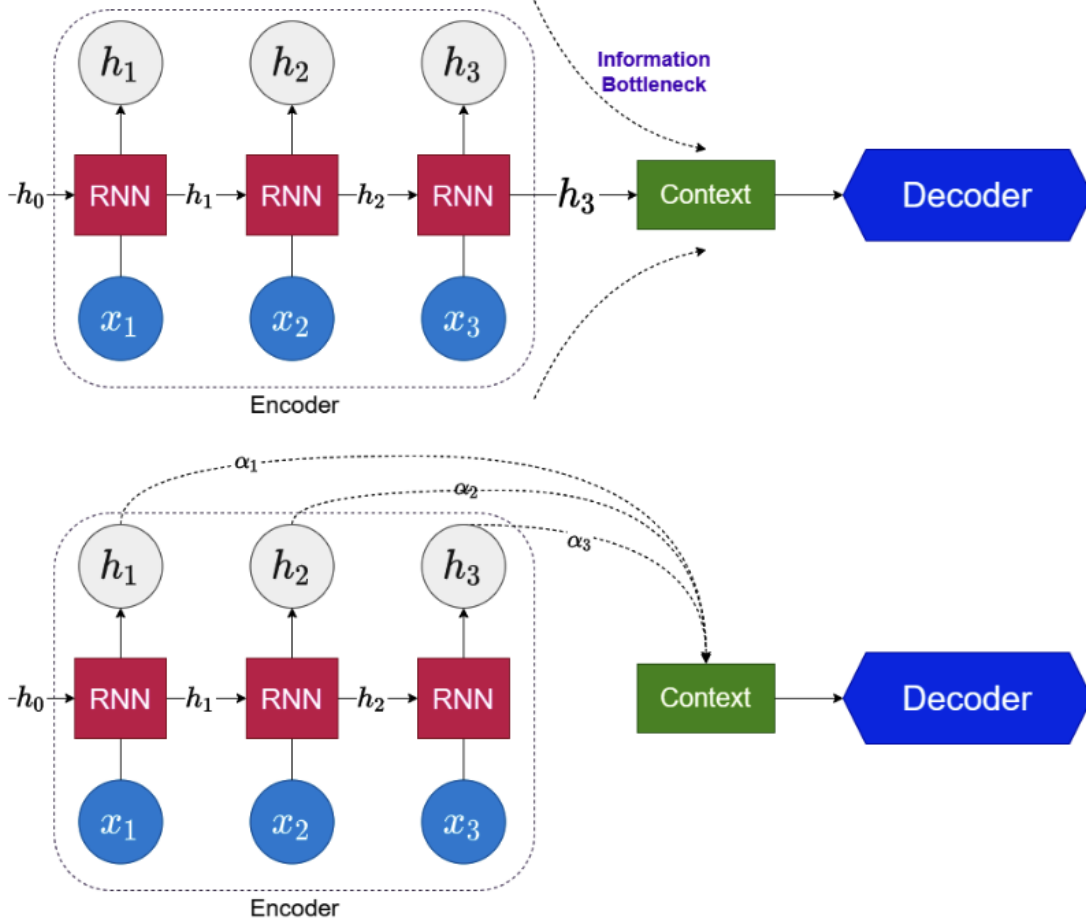 h₁ h₂ h₃
Information
Bottleneck
h₀ RNN h₁ RNN h₂ RNN h₃ Context Decoder
x₁ x₂ x₃
Encoder
α₁
α₂
α₃
h₁ h₂ h₃
h₀ RNN h₁ RNN h₂ RNN Context Decoder
x₁ x₂ x₃
Encoder